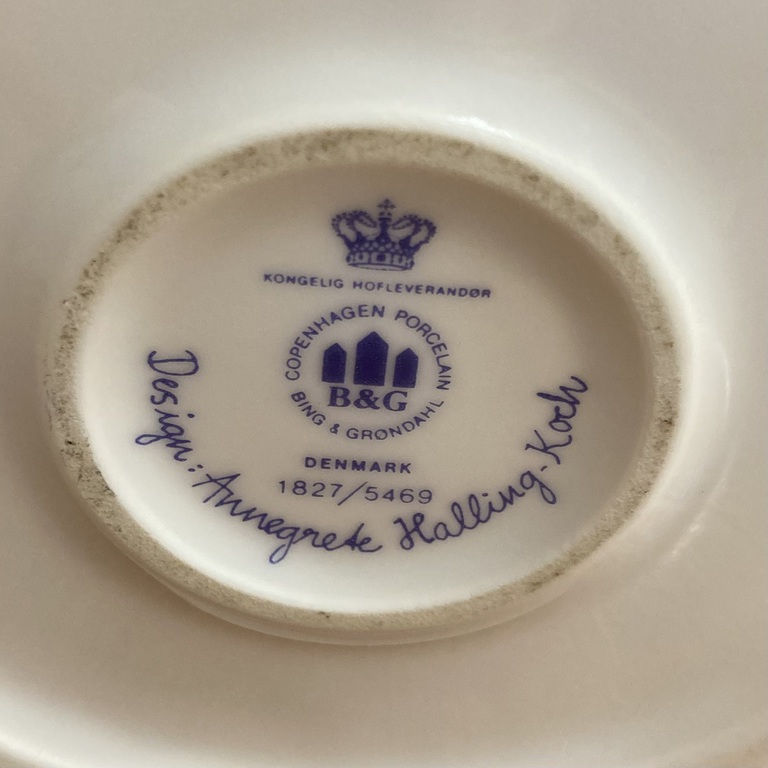 KONGELIG HOFLEVERANDØR
COPENHAGEN PORCELAIN
B&G
BING & GRØNDAHL
DENMARK
1827/5469
Design: Annegrete Halling-Koch